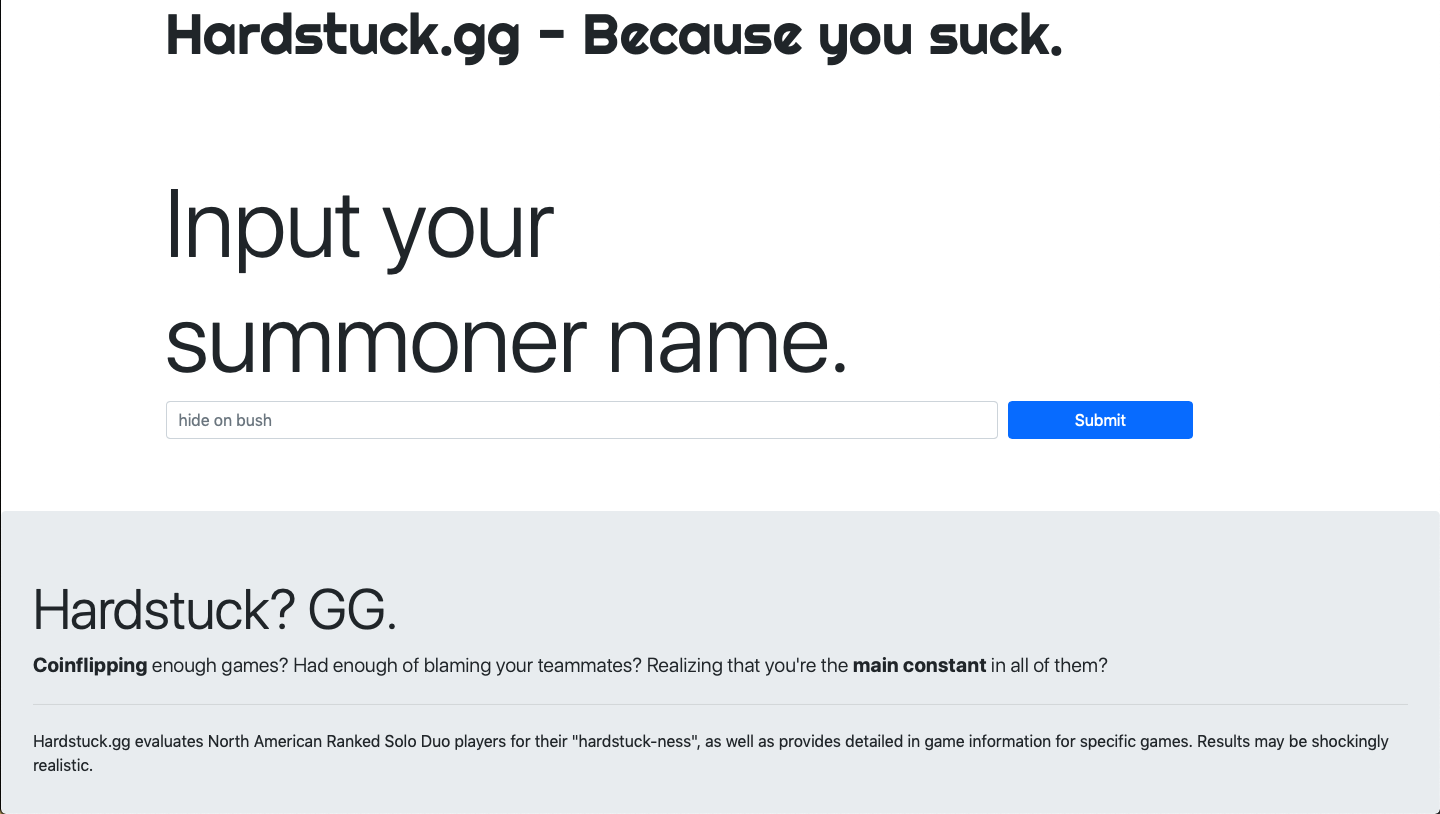 Hardstuck.gg - Because you suck.
Input your
summoner name.
hide on bush
Submit
Hardstuck? GG.
Coinflipping enough games? Had enough of blaming your teammates? Realizing that you're the main constant in all of them?
Hardstuck.gg evaluates North American Ranked Solo Duo players for their "hardstuck-ness", as well as provides detailed in game information for specific games. Results may be shockingly
realistic.